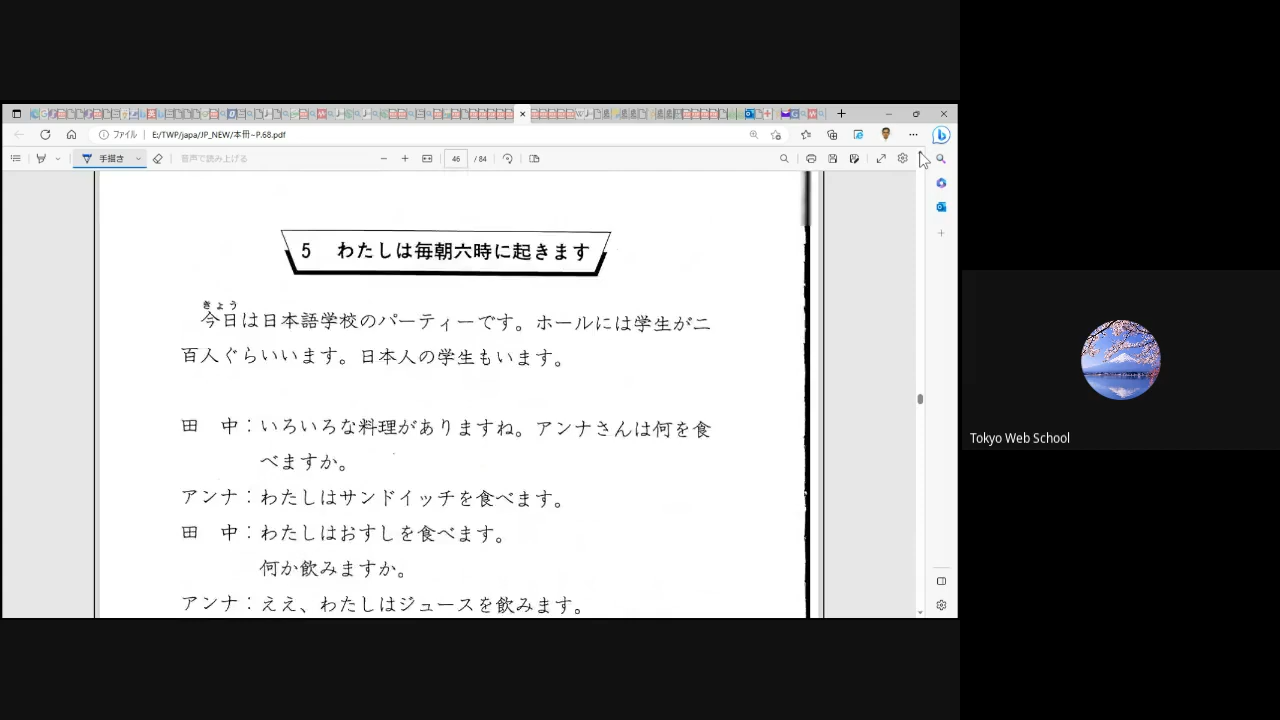 ファイル E:/TWP/japa/JP_NEW/本冊~P.68.pdf
手描き 音声で読み上げる 46 / 84
5 わたしは毎朝六時に起きます
きょう
今日は日本語学校のパーティーです。ホールには学生が二
百人ぐらいいます。日本人の学生もいます。
田　中：いろいろな料理がありますね。アンナさんは何を食
べますか。
アンナ：わたしはサンドイッチを食べます。
田　中：わたしはおすしを食べます。
何か飲みますか。
アンナ：ええ、わたしはジュースを飲みます。
Tokyo Web School